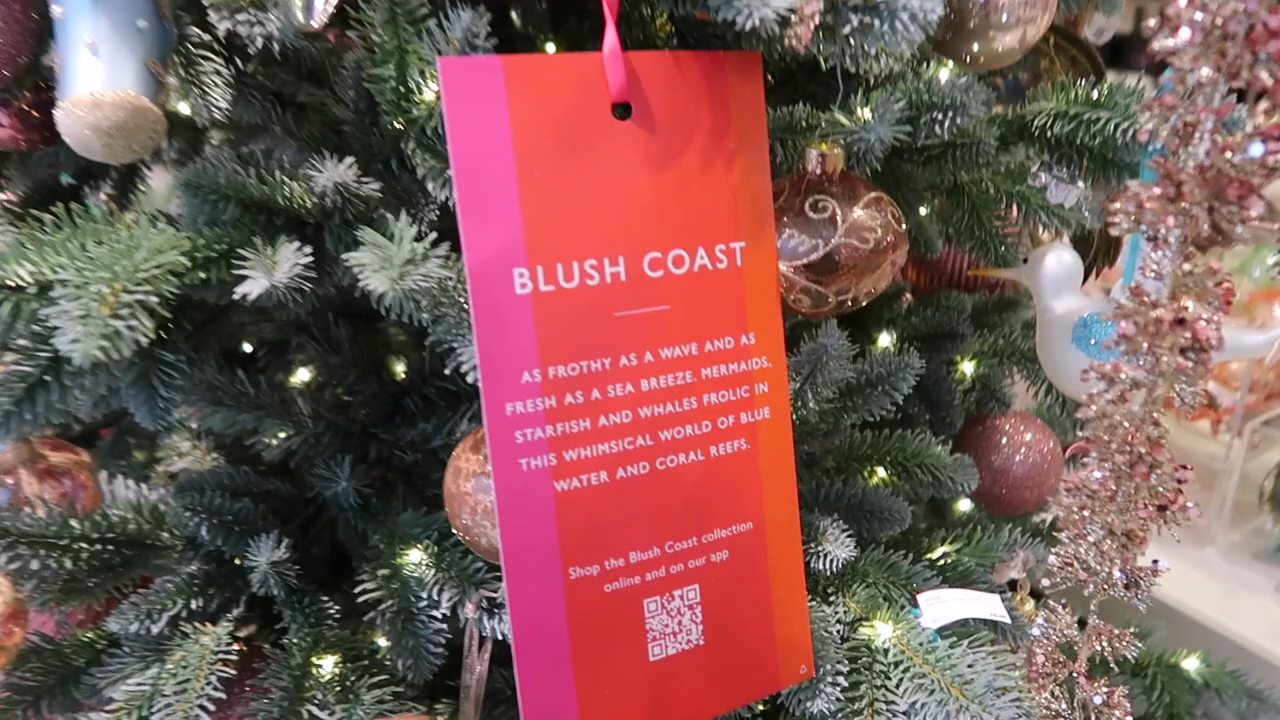 BLUSH COAST
AS FROTHY AS A WAVE AND AS
FRESH AS A SEA BREEZE, MERMAIDS,
STARFISH AND WHALES FROLIC IN
THIS WHIMSICAL WORLD OF BLUE
WATER AND CORAL REEFS.
Shop the Blush Coast collection
online and on our app